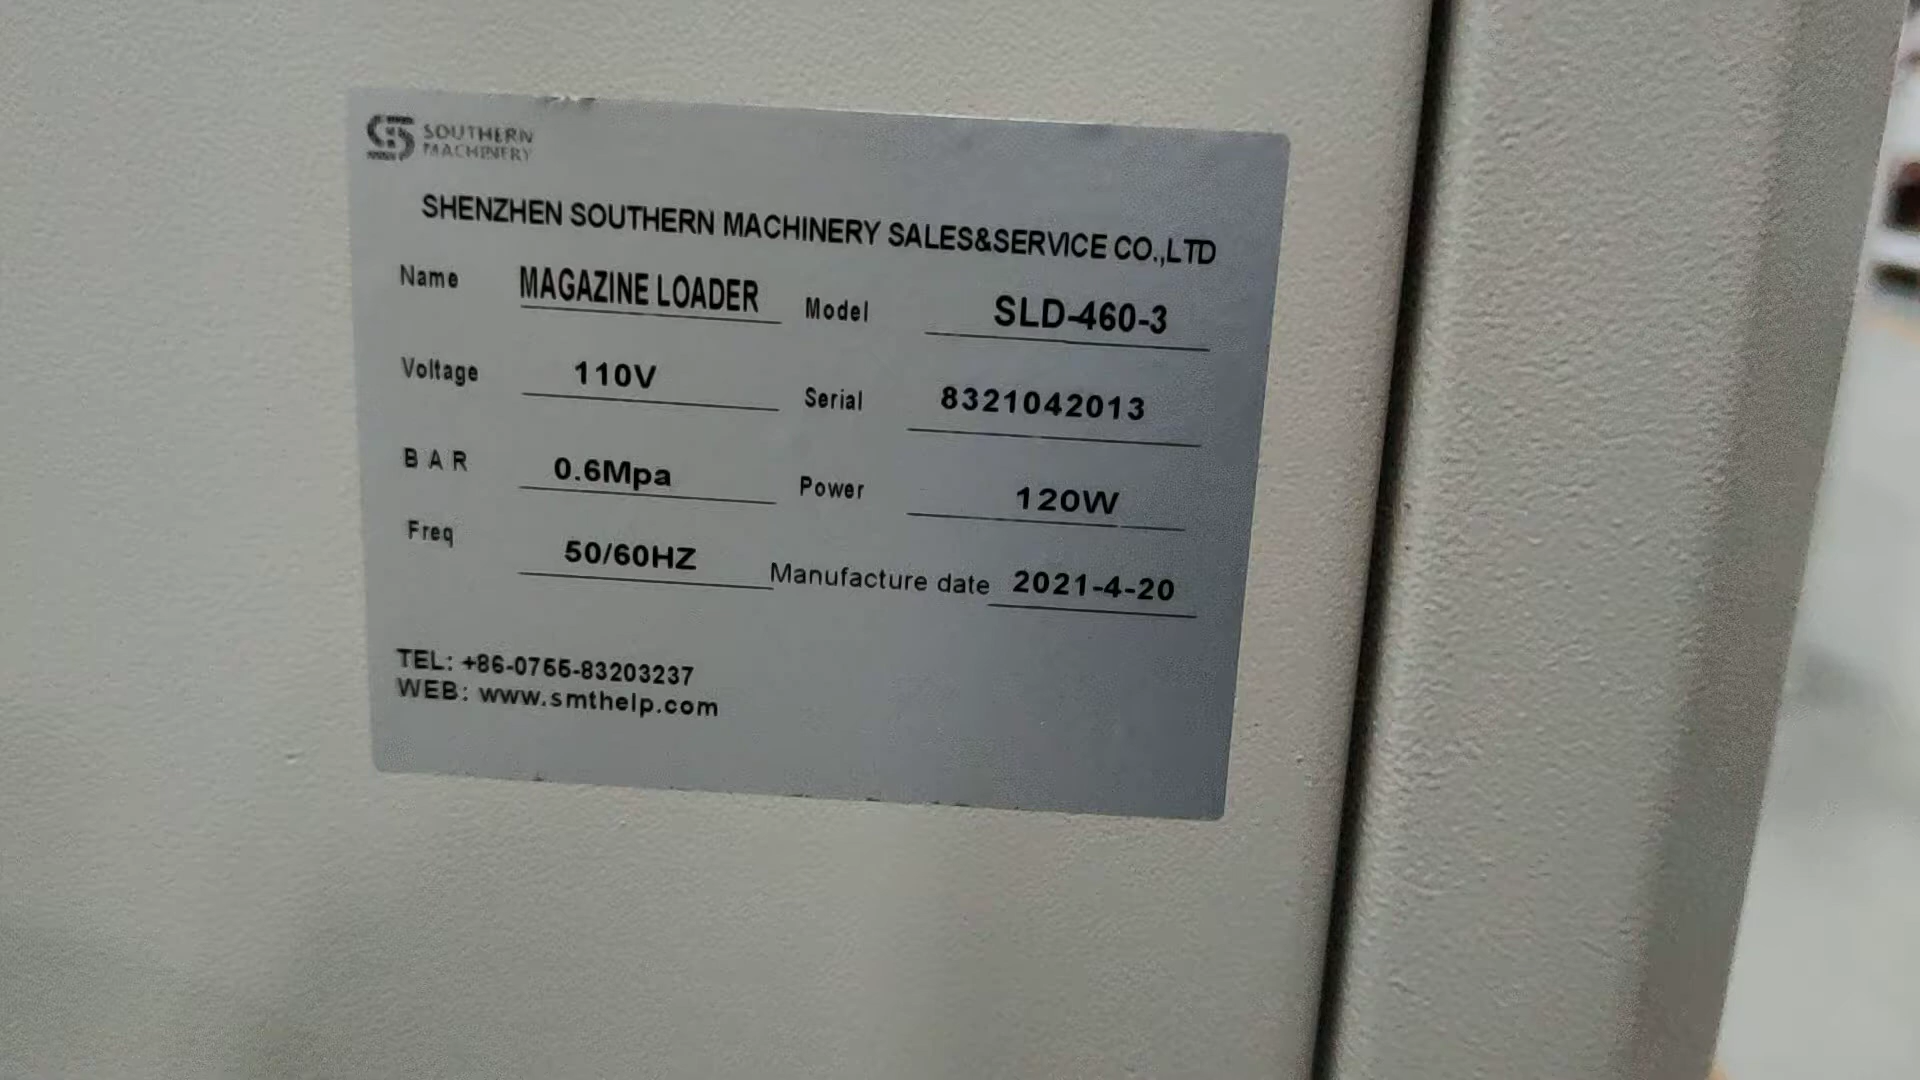 SOUTHERN
MACHINERY
SHENZHEN SOUTHERN MACHINERY SALES&SERVICE CO.,LTD
Name MAGAZINE LOADER Model SLD-460-3
Voltage 110V Serial 8321042013
BAR 0.6Mpa Power 120W
Freq 50/60HZ Manufacture date 2021-4-20
TEL: +86-0755-83203237
WEB: www.smthelp.com